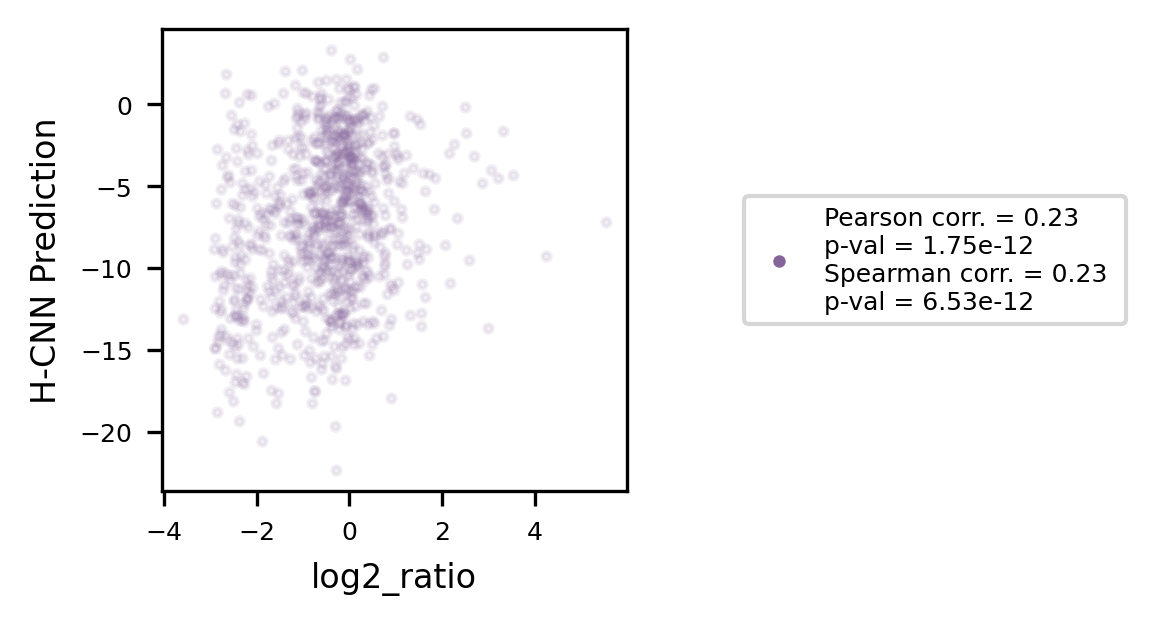 H-CNN Prediction
0
−5
−10
−15
−20
−4
−2
0
2
4
log2_ratio
Pearson corr. = 0.23
p-val = 1.75e-12
Spearman corr. = 0.23
p-val = 6.53e-12